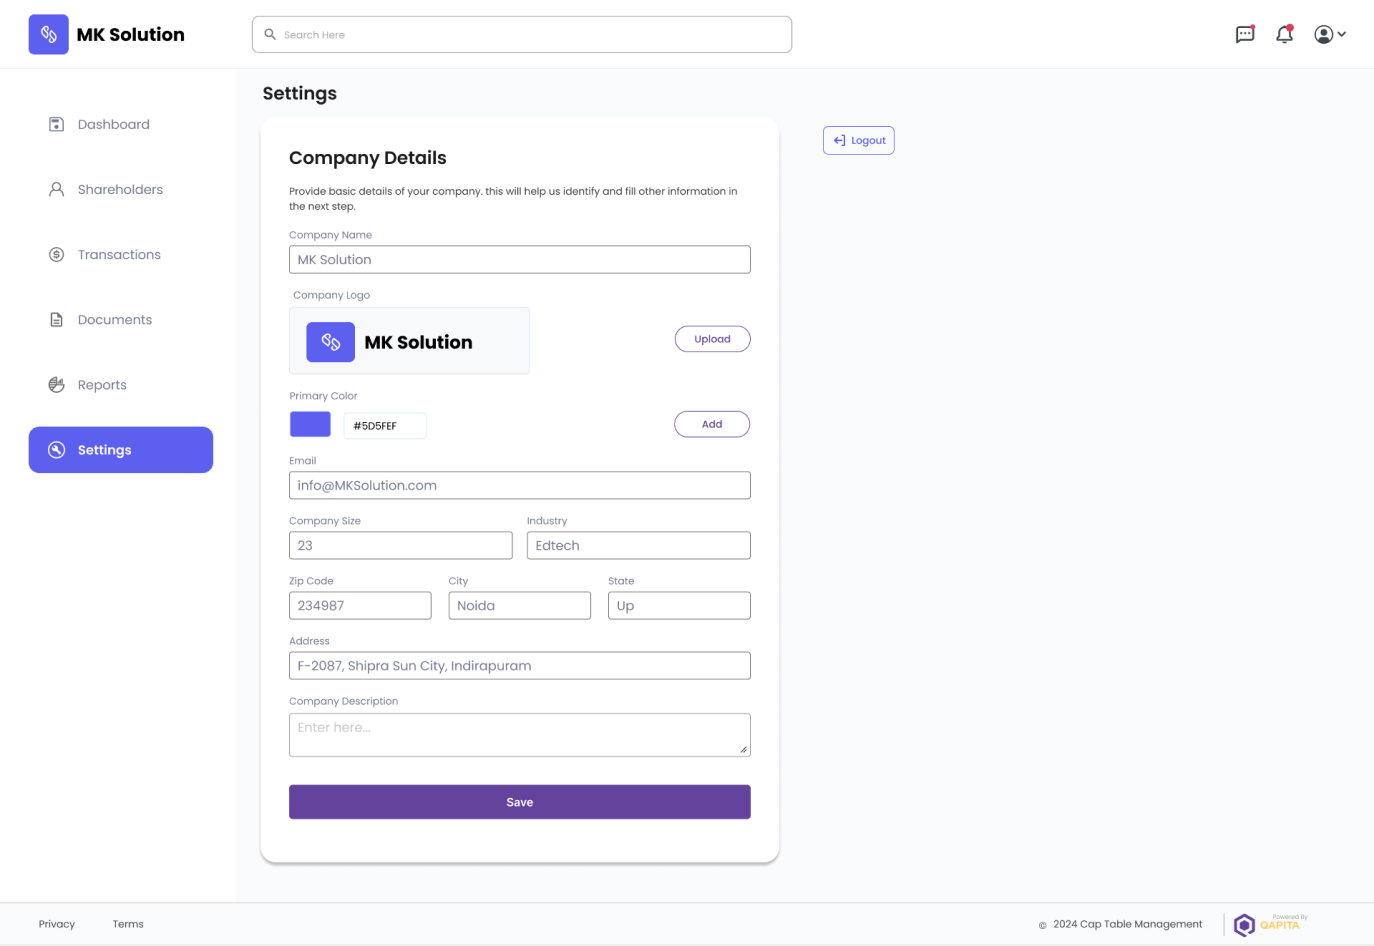 MK Solution
Search Here
Settings
Dashboard
Shareholders
Transactions
Documents
Reports
Settings
Logout
Company Details
Provide basic details of your company. this will help us identify and fill other information in
the next step.
Company Name
MK Solution
Company Logo
MK Solution
Upload
Primary Color
#5D5FEF
Add
Email
info@MKSolution.com
Company Size
Industry
23
Edtech
Zip Code
City
State
234987
Noida
Up
Address
F-2087, Shipra Sun City, Indirapuram
Company Description
Enter here...
Save
Privacy
Terms
© 2024 Cap Table Management
Powered By
QAPITA